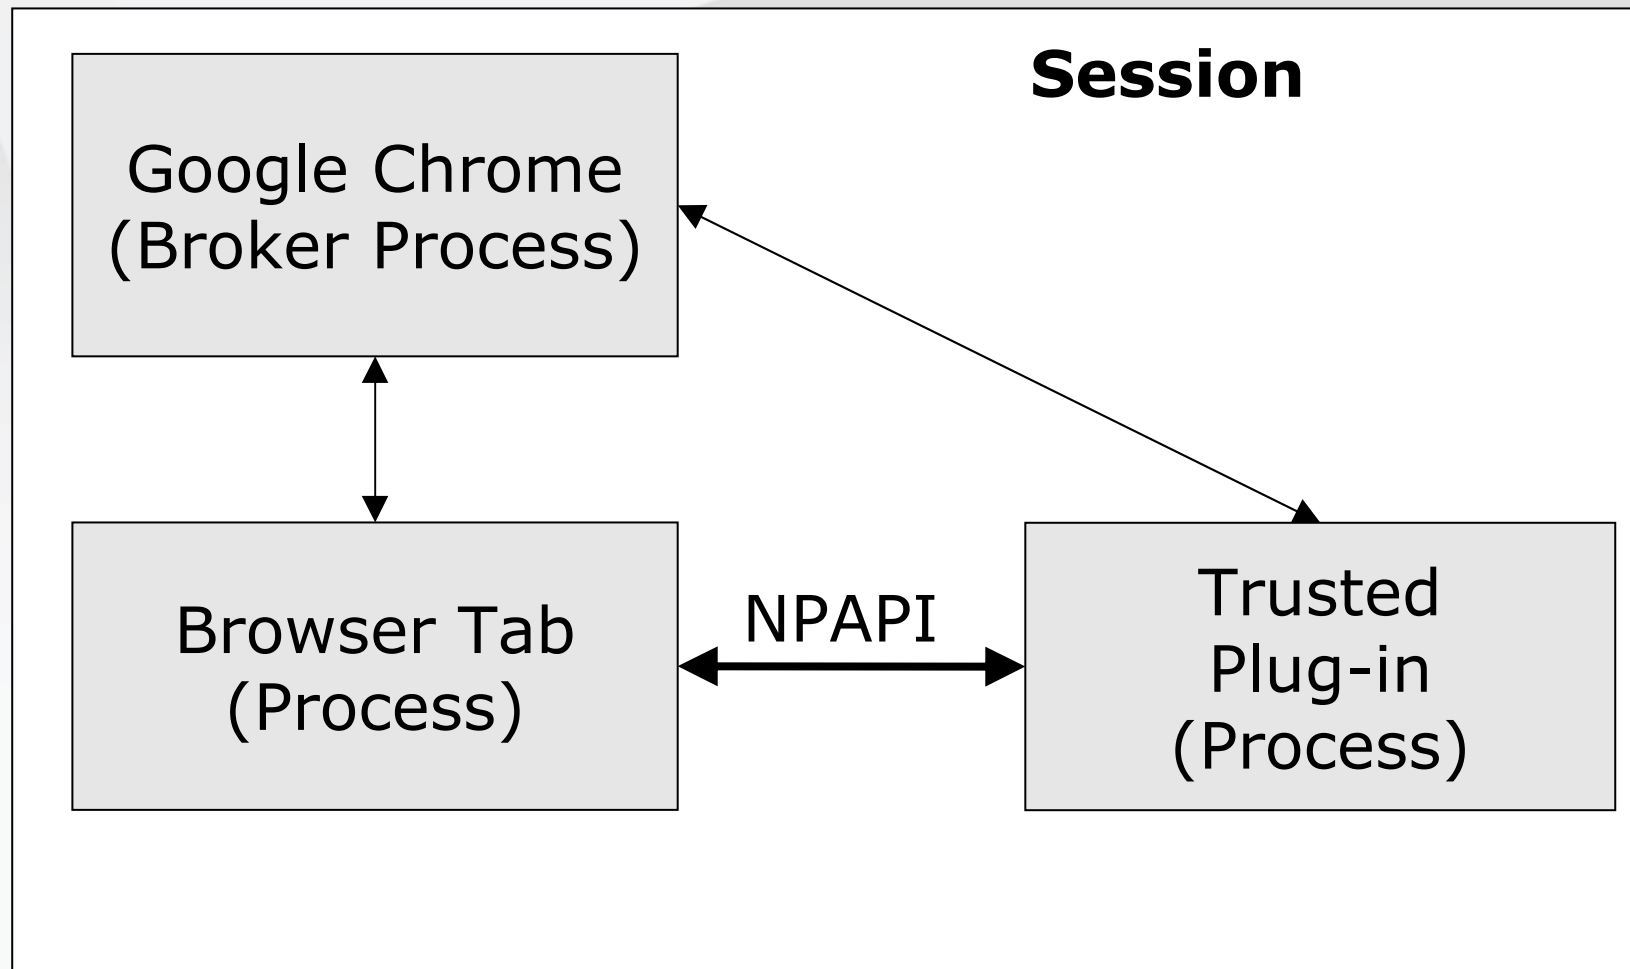 Session
Google Chrome
(Broker Process)
Browser Tab
(Process)
NPAPI
Trusted
Plug-in
(Process)